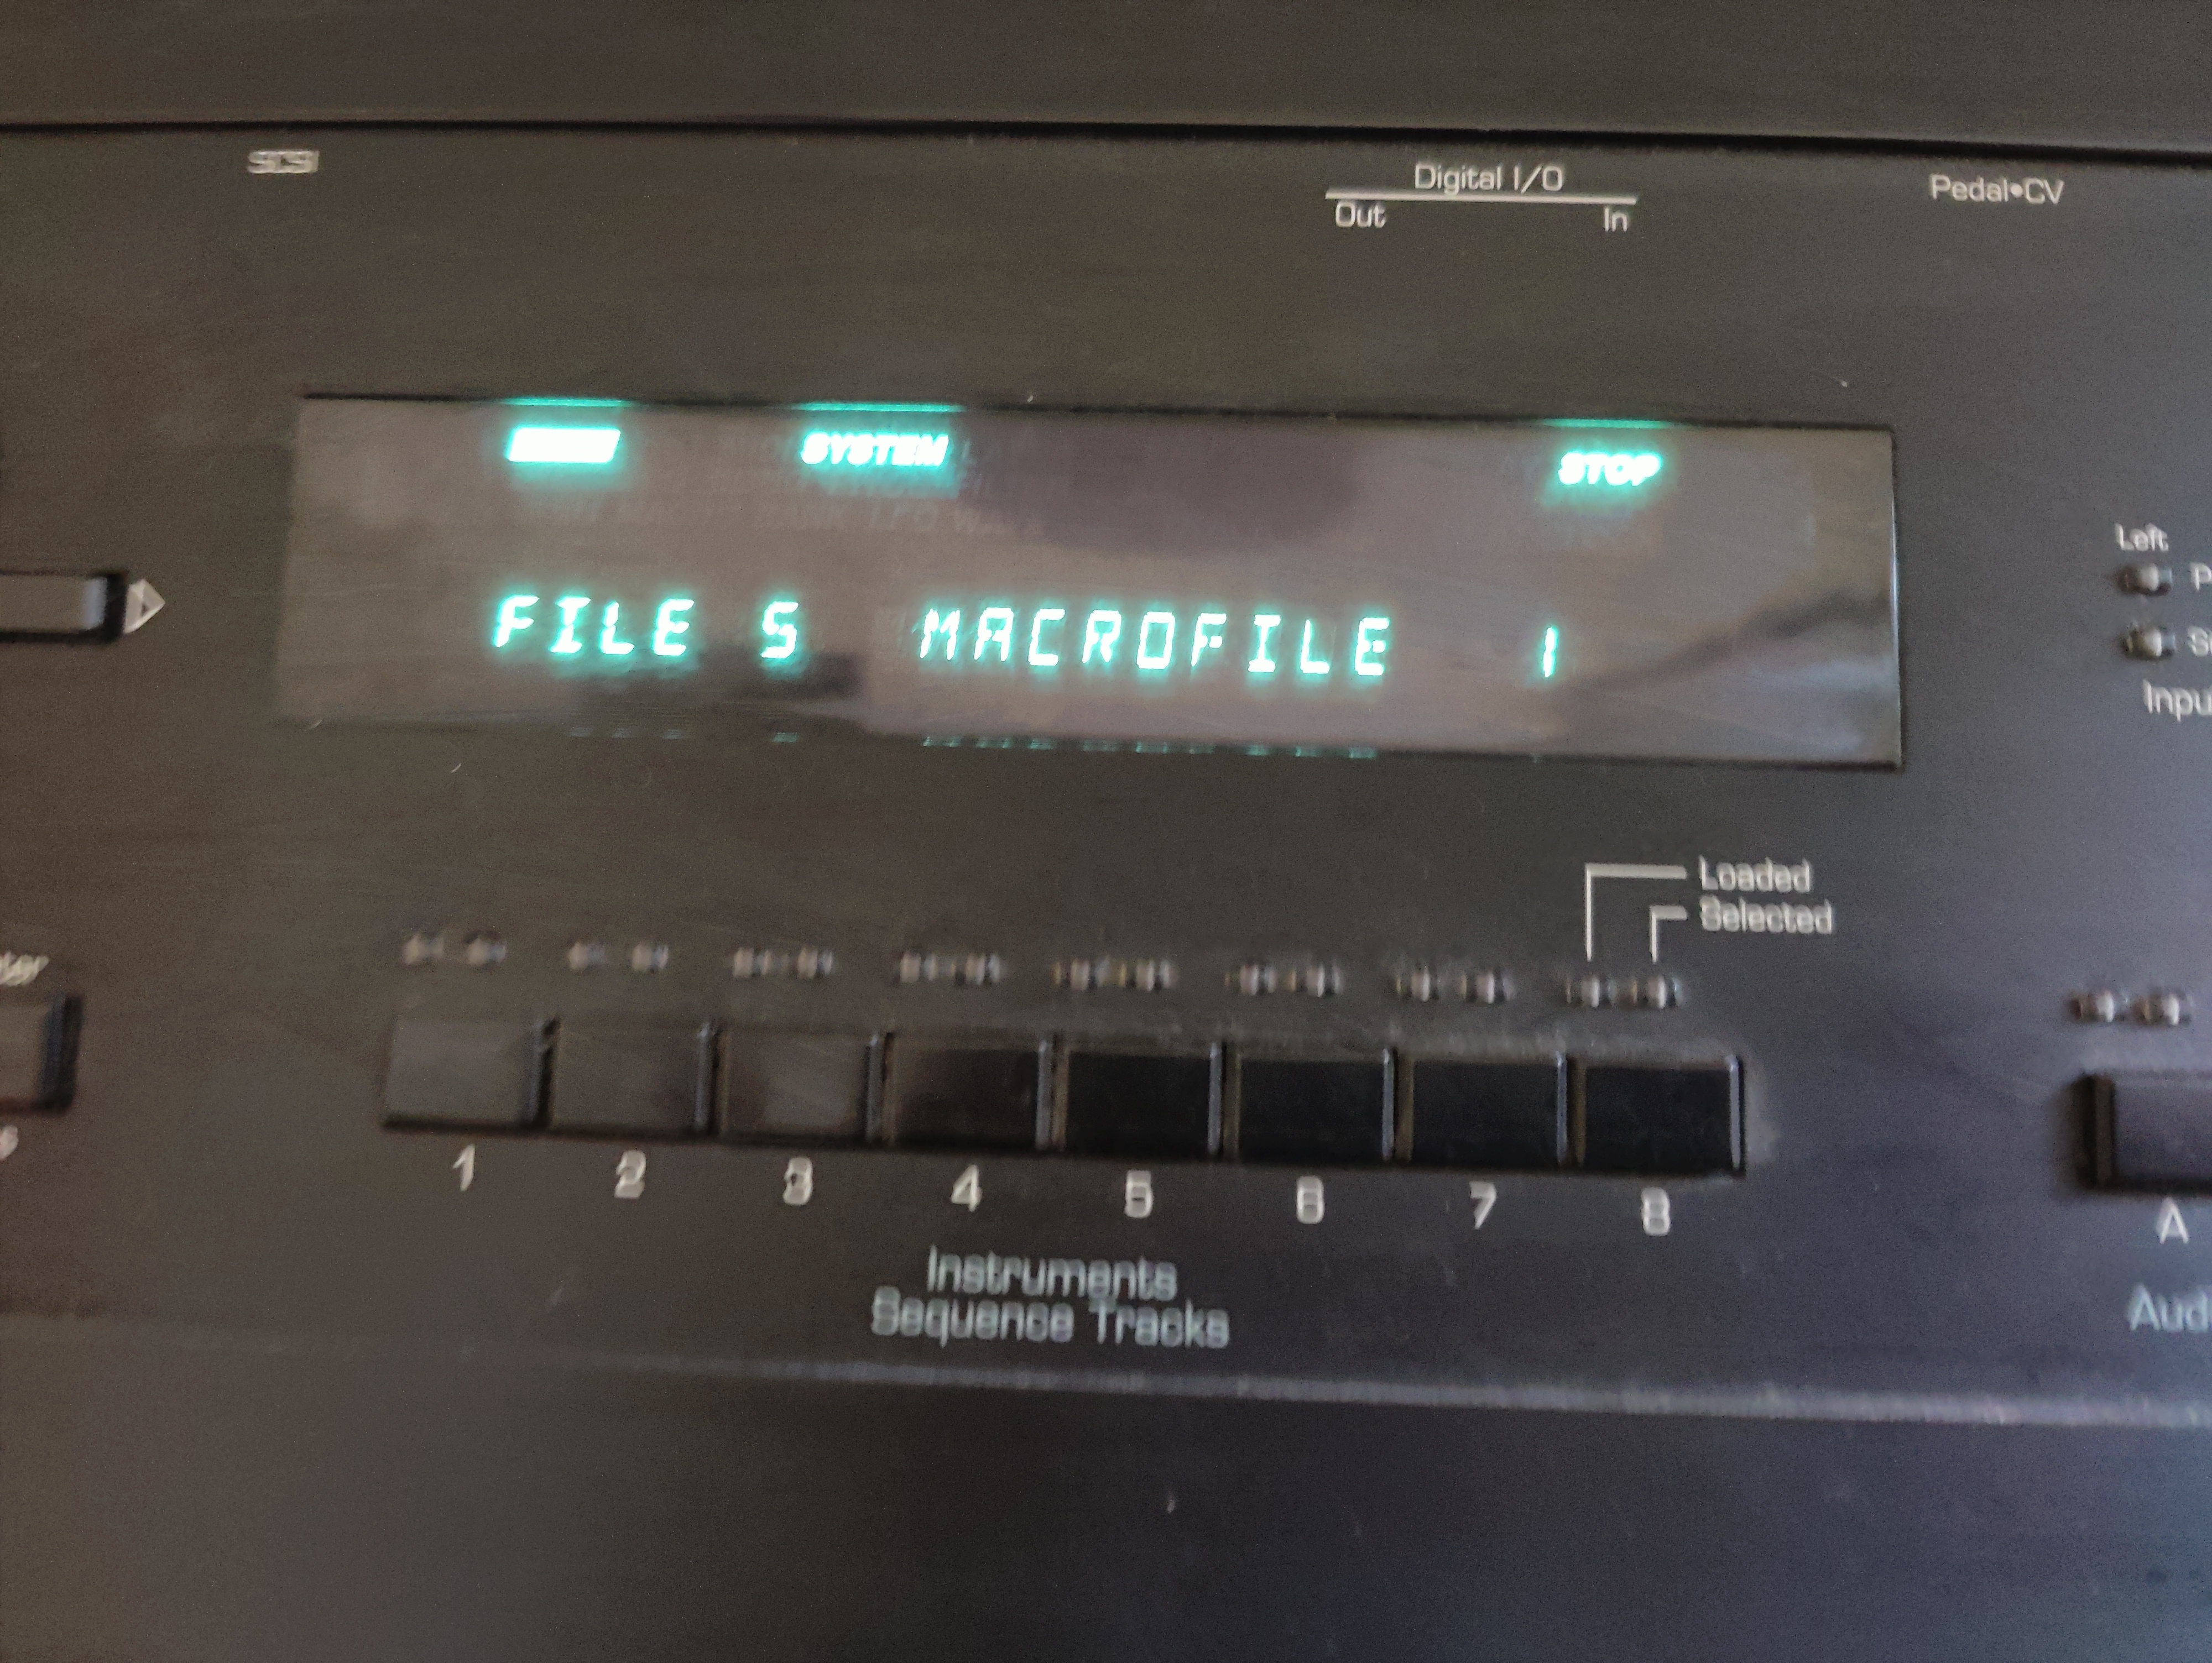 SCSI
Digital I/O
Out In
Pedal•CV
SYSTEM STOP
FILE 5 MACROFILE 1
Left
Loaded
Selected
1 2 3 4 5 6 7 8
A
Instruments
Sequence Tracks